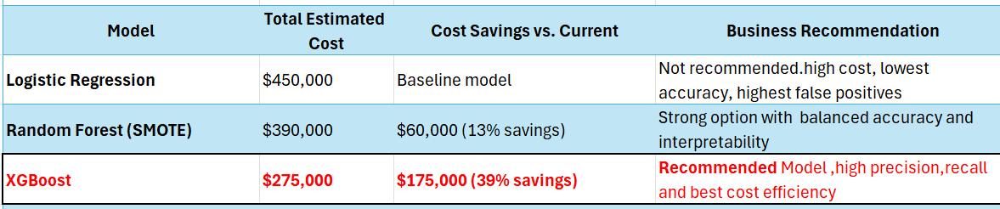 Model
Total Estimated
Cost
Cost Savings vs. Current
Business Recommendation
Logistic Regression
$450,000
Baseline model
Not recommended.high cost, lowest
accuracy, highest false positives
Random Forest (SMOTE)
$390,000
$60,000 (13% savings)
Strong option with  balanced accuracy and
interpretability
XGBoost
$275,000
$175,000 (39% savings)
Recommended Model ,high precision,recall
and best cost efficiency